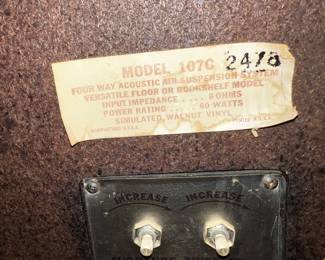 MODEL 107C 2478
FOUR WAY ACOUSTIC AIR SUSPENSION SYSTEM
VERSATILE FLOOR OR BOOKSHELF MODEL
INPUT IMPEDANCE .... 8 OHMS
POWER RATING .... 60 WATTS
SIMULATED WALNUT VINYL
INCREASE INCREASE